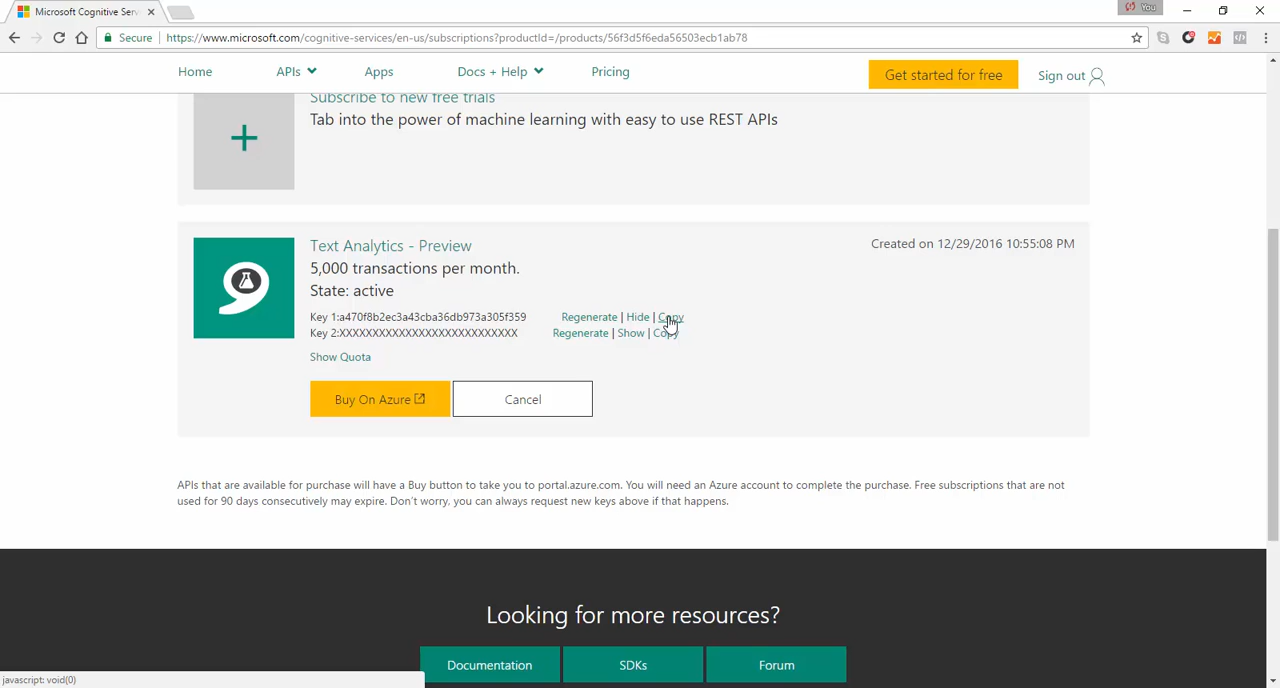 Microsoft Cognitive Serv
You
Secure
https://www.microsoft.com/cognitive-services/en-us/subscriptions?productId=/products/56f3d5f6eda56503ecb1ab78
Home APIs Apps Docs + Help Pricing Get started for free Sign out
Subscribe to new free trials
Tab into the power of machine learning with easy to use REST APIs
Text Analytics - Preview
Created on 12/29/2016 10:55:08 PM
5,000 transactions per month.
State: active
Key 1:a470f8b2ec3a43cba36db973a305f359 Regenerate | Hide | Copy
Key 2:XXXXXXXXXXXXXXXXXXXXXXXXXXXX Regenerate | Show | Copy
Show Quota
Buy On Azure Cancel
APIs that are available for purchase will have a Buy button to take you to portal.azure.com. You will need an Azure account to complete the purchase. Free subscriptions that are not
used for 90 days consecutively may expire. Don't worry, you can always request new keys above if that happens.
Looking for more resources?
Documentation SDKs Forum
javascript: void(0)